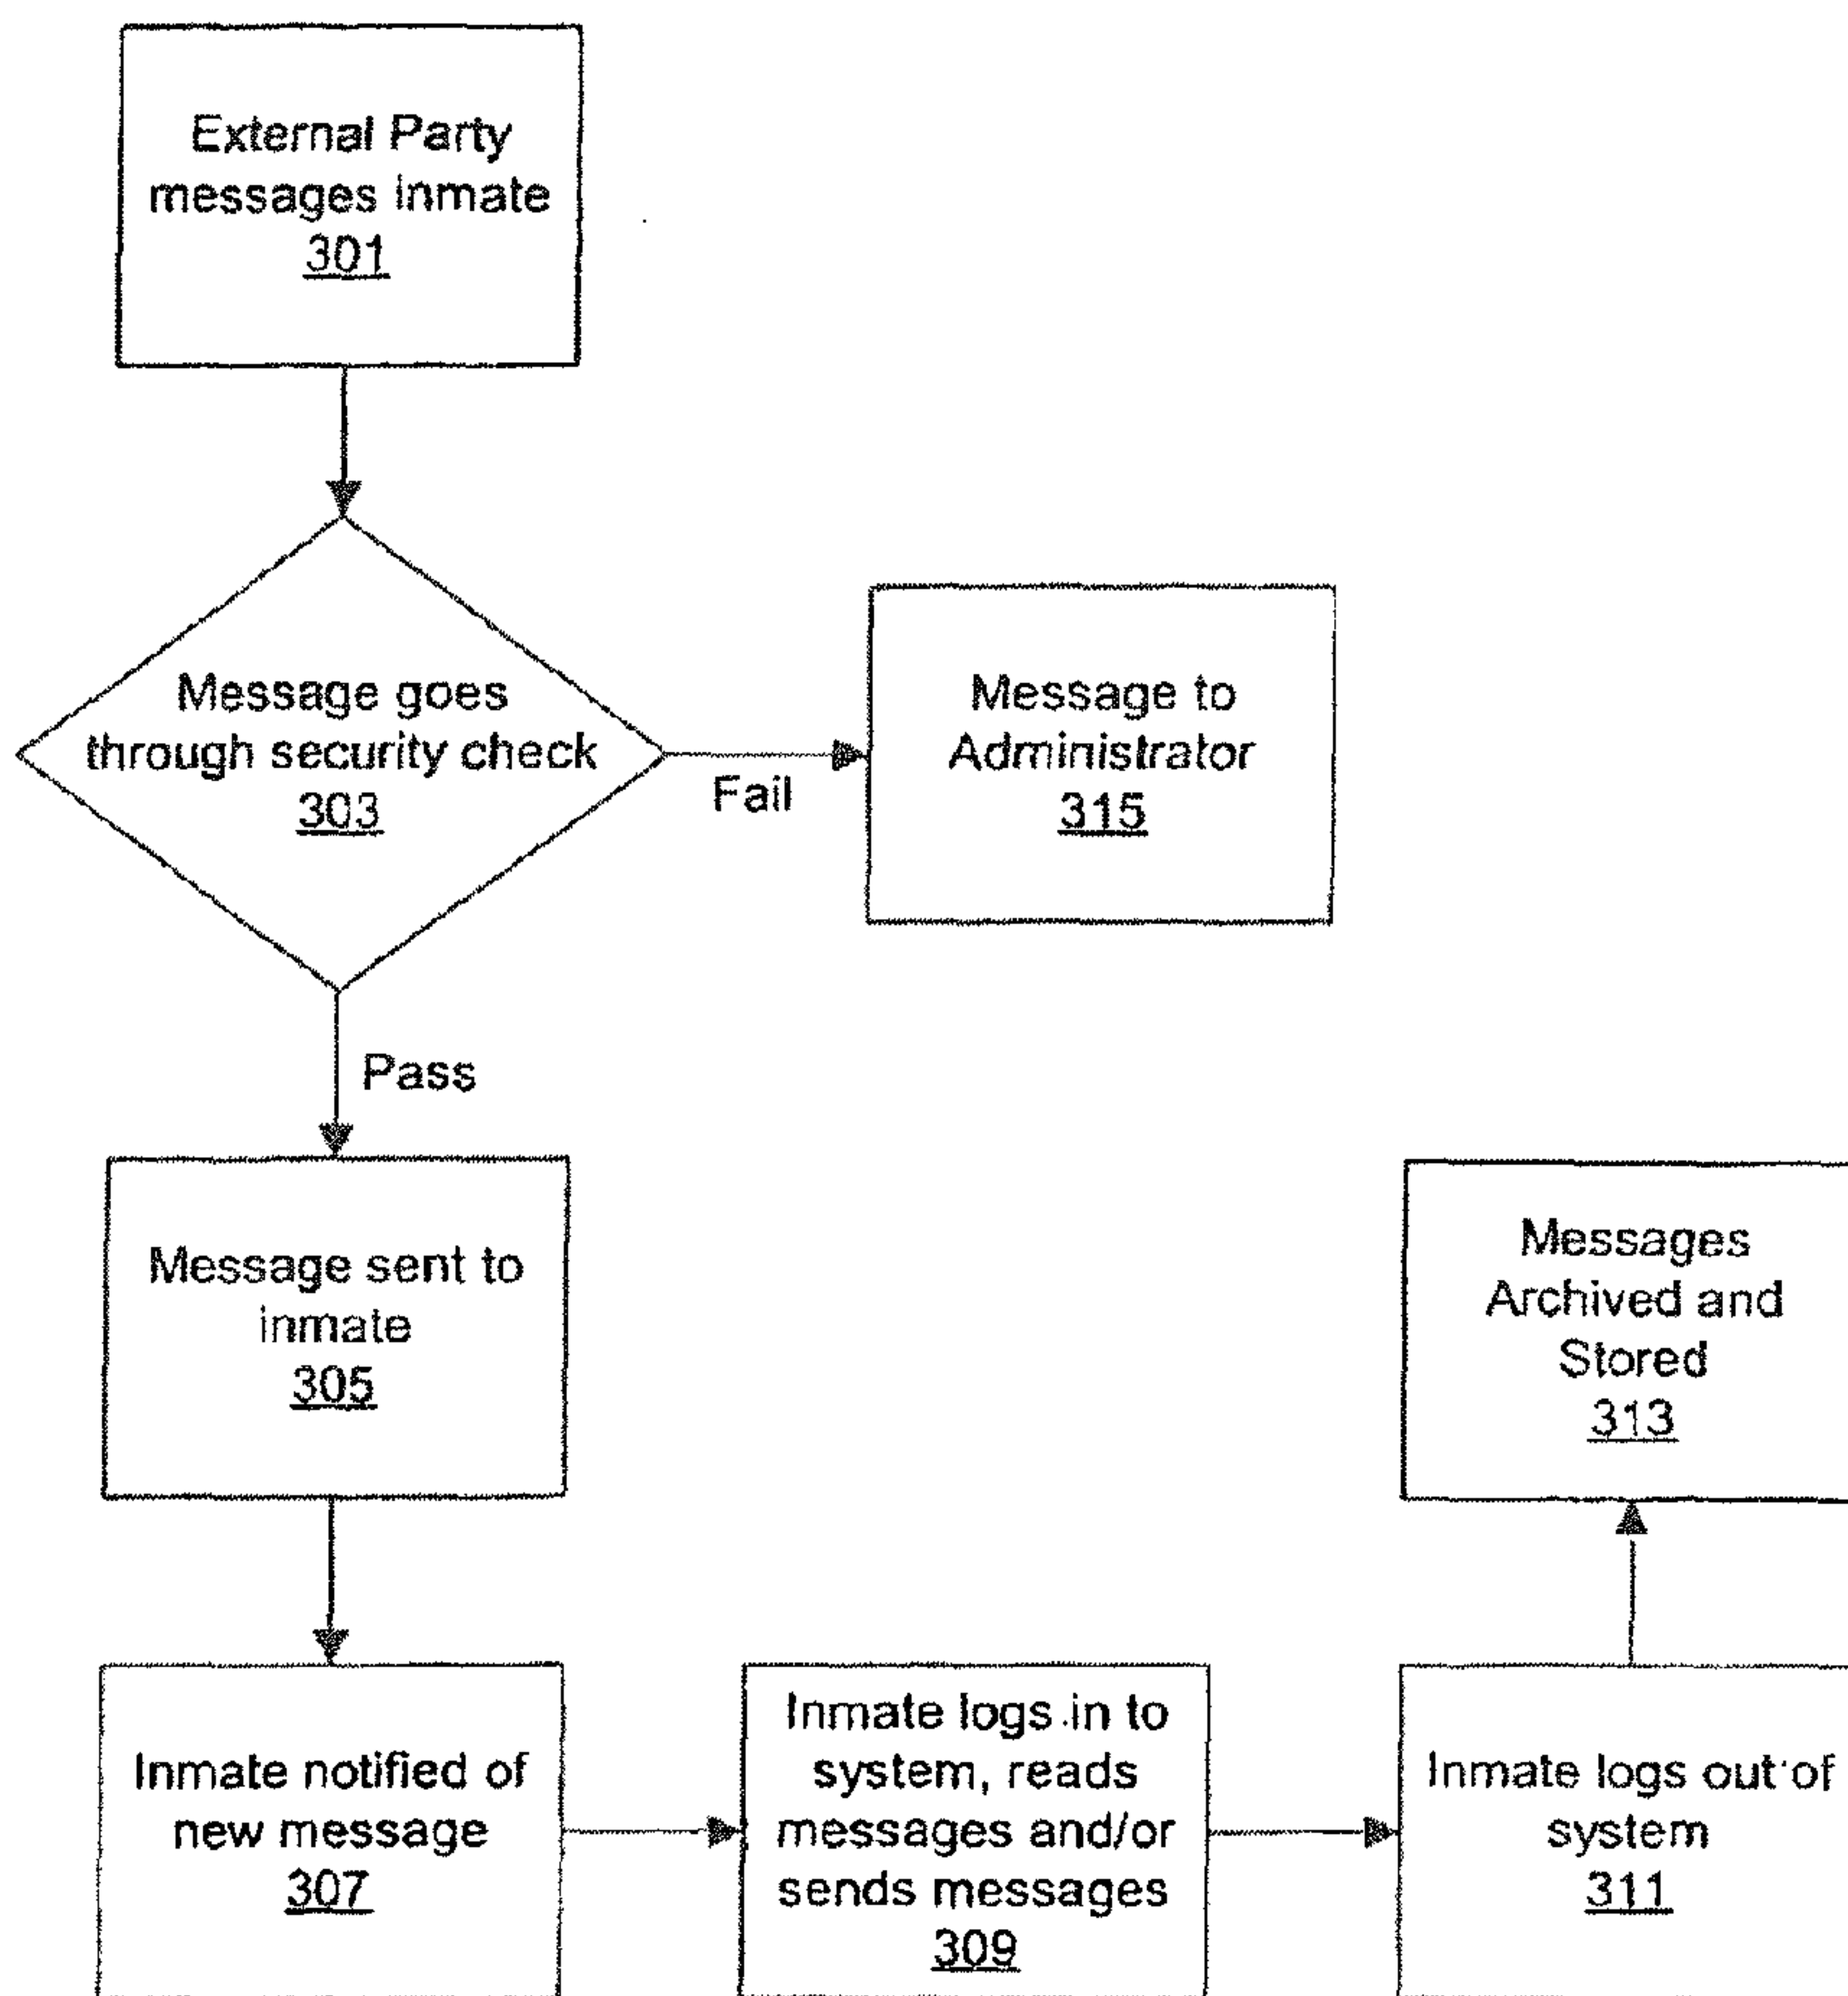 External Party
messages inmate
301
Message goes
through security check
303
Fail
Message to
Administrator
315
Pass
Message sent to
inmate
305
Messages
Archived and
Stored
313
Inmate notified of
new message
307
Inmate logs in to
system, reads
messages and/or
sends messages
309
Inmate logs out of
system
311